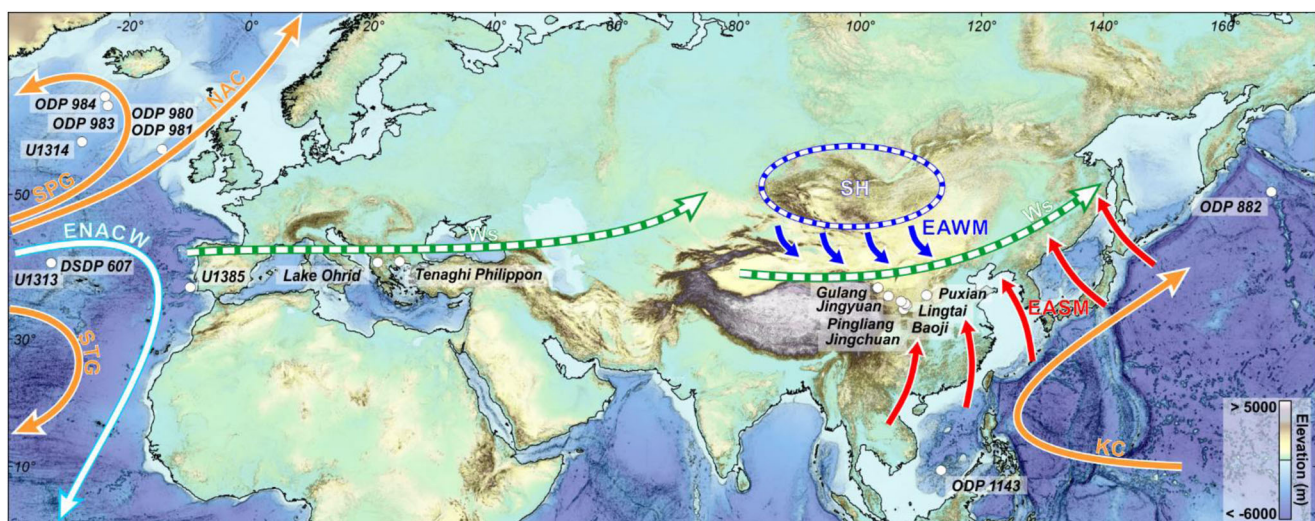 -20°
0°
20°
40°
80°
100°
120°
140°
160°
NAC
ODP 984
ODP 980
ODP 983
ODP 981
U1314
SPG
50°
SH
Ws
ENACW
EAWM
ODP 882
Ws
DSDP 607
U1313
U1385
Lake Ohrid
Tenaghi Philippon
Gulang
Puxian
Jingyuan
Lingtai
EASM
Pingliang
Baoji
Jingchuan
30°
STG
KC
10°
ODP 1143
> 5000
Elevation (m)
< -6000